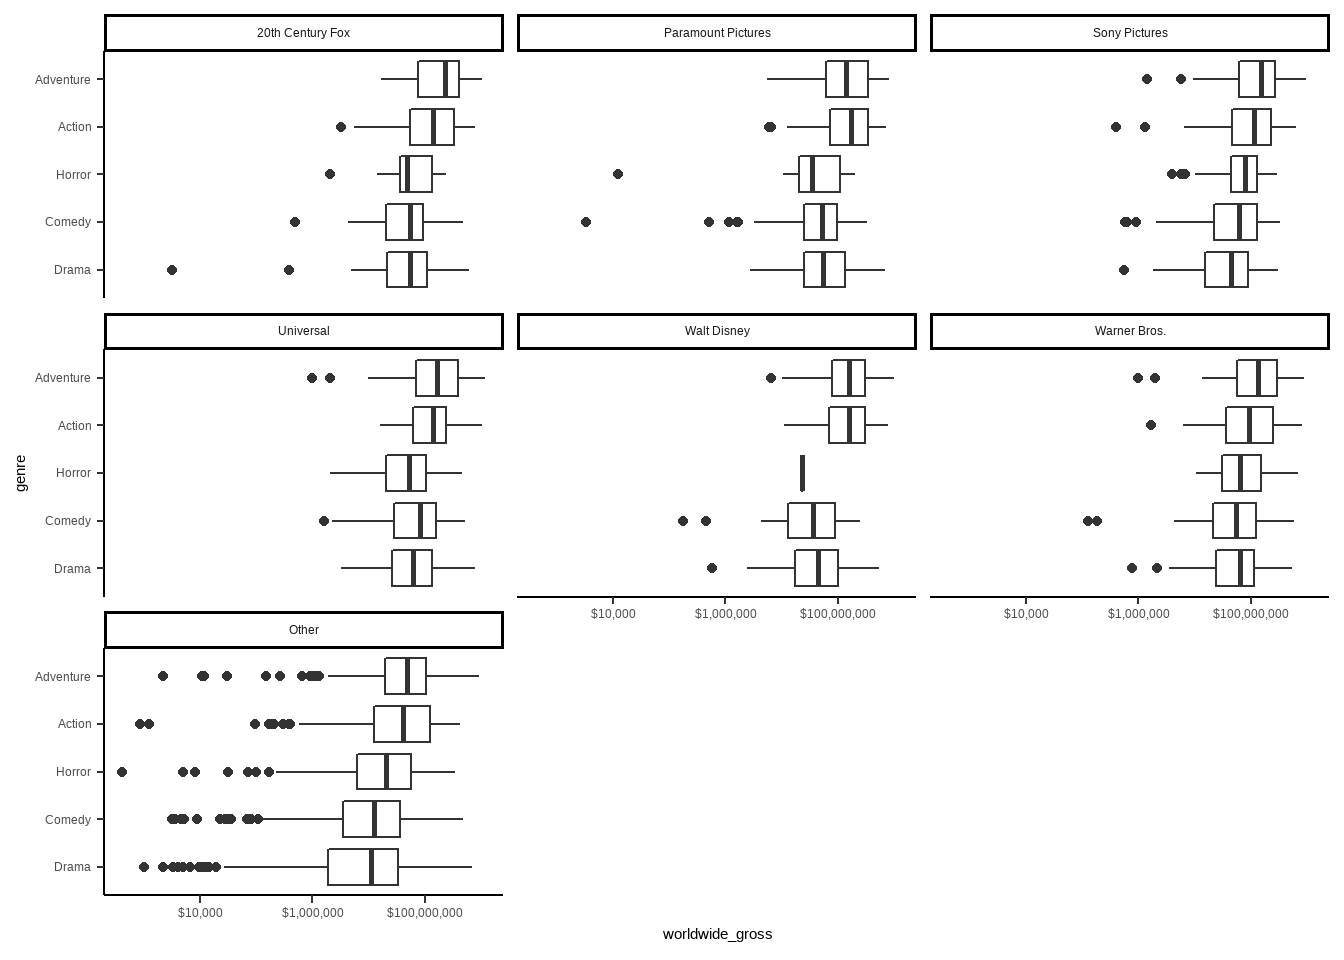 20th Century Fox
Paramount Pictures
Sony Pictures
Adventure
Action
Horror
Comedy
Drama
Universal
Walt Disney
Warner Bros.
Adventure
Action
Horror
Comedy
Drama
genre
$10,000 $1,000,000 $100,000,000
$10,000 $1,000,000 $100,000,000
Other
Adventure
Action
Horror
Comedy
Drama
$10,000 $1,000,000 $100,000,000
worldwide_gross